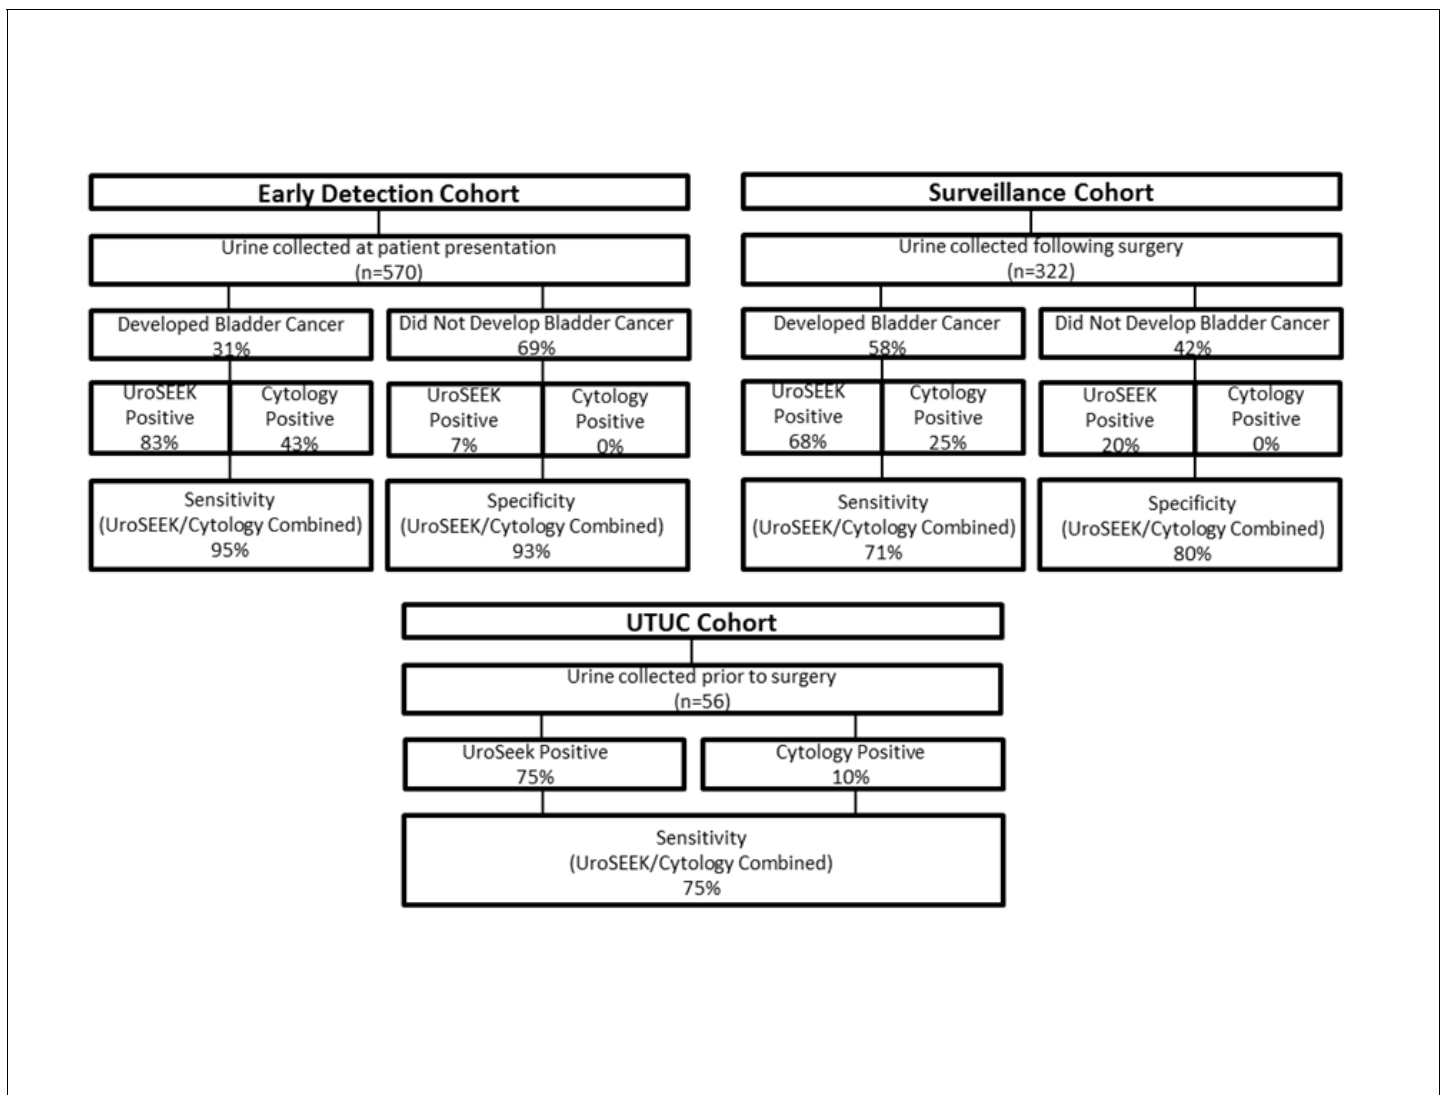 Early Detection Cohort
Urine collected at patient presentation
(n=570)
Developed Bladder Cancer
31%
Did Not Develop Bladder Cancer
69%
UroSEEK
Positive
83%
Cytology
Positive
43%
UroSEEK
Positive
7%
Cytology
Positive
0%
Sensitivity
(UroSEEK/Cytology Combined)
95%
Specificity
(UroSEEK/Cytology Combined)
93%
Surveillance Cohort
Urine collected following surgery
(n=322)
Developed Bladder Cancer
58%
Did Not Develop Bladder Cancer
42%
UroSEEK
Positive
68%
Cytology
Positive
25%
UroSEEK
Positive
20%
Cytology
Positive
0%
Sensitivity
(UroSEEK/Cytology Combined)
71%
Specificity
(UroSEEK/Cytology Combined)
80%
UTUC Cohort
Urine collected prior to surgery
(n=56)
UroSeek Positive
75%
Cytology Positive
10%
Sensitivity
(UroSEEK/Cytology Combined)
75%